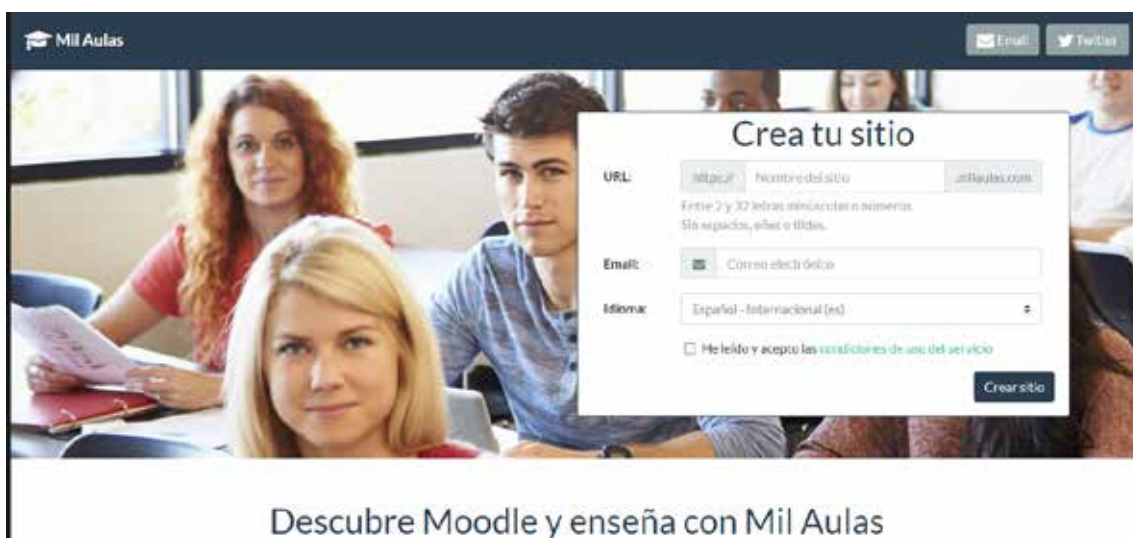 Mil Aulas
Email Twitter
Crea tu sitio
URL: https:// Nombre del sitio .milaulas.com
Entre 2 y 32 letras minúsculas o números.
Sin espacios, eñes o tildes.
Email: Correo electrónico
Idioma: Español - Internacional (es)
He leído y acepto las condiciones de uso del servicio
Crear sitio
Descubre Moodle y enseña con Mil Aulas